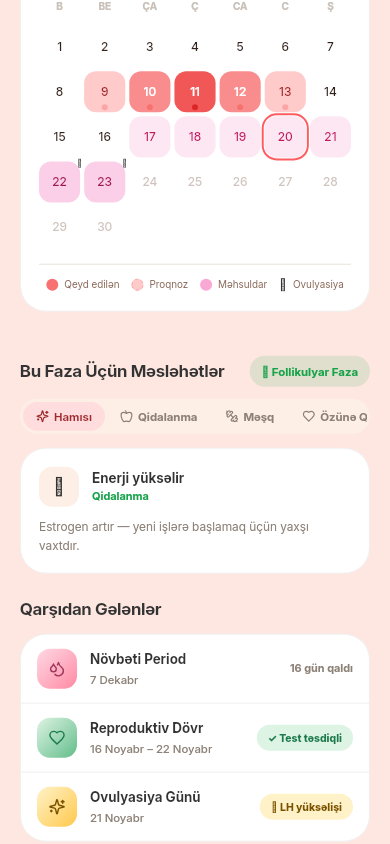 B BE ÇA Ç CA C Ş
1 2 3 4 5 6 7
8 9 10 11 12 13 14
15 16 17 18 19 20 21
22 23 24 25 26 27 28
29 30
Qeyd edilən Proqnoz Məhsuldar Ovulyasiya
Bu Faza Üçün Məsləhətlər
Follikulyar Faza
Hamısı Qidalanma Məşq Özünə Q
Enerji yüksəlir
Qidalanma
Estrogen artır — yeni işlərə başlamaq üçün yaxşı
vaxtdır.
Qarşıdan Gələnlər
Növbəti Period
7 Dekabr
16 gün qaldı
Reproduktiv Dövr
16 Noyabr – 22 Noyabr
✓ Test təsdiqli
Ovulyasiya Günü
21 Noyabr
LH yüksəlişi